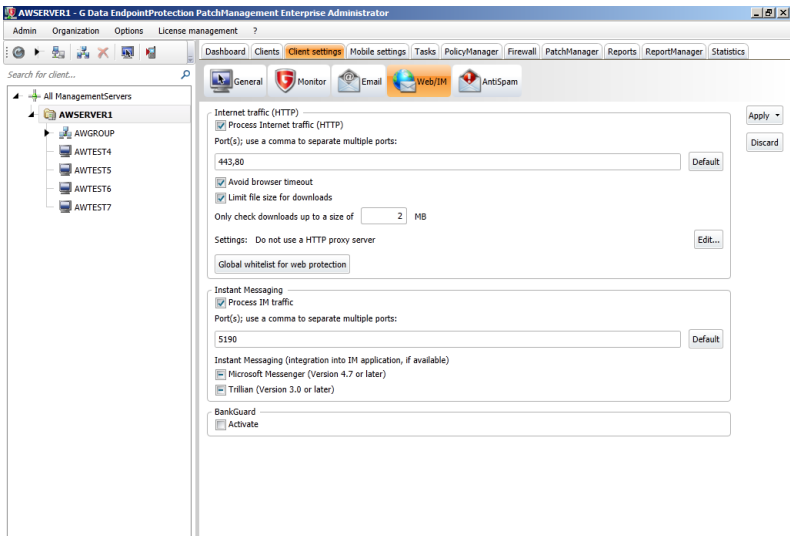 AWSERVER1 - G Data EndpointProtection PatchManagement Enterprise Administrator
Admin Organization Options License management ?
Dashboard Clients Client settings Mobile settings Tasks PolicyManager Firewall PatchManager Reports ReportManager Statistics
Search for client...
General Monitor Email Web/IM AntiSpam
All ManagementServers
AWSERVER1
AWGROUP
AWTEST4
AWTEST5
AWTEST6
AWTEST7
Internet traffic (HTTP)
Process Internet traffic (HTTP)
Port(s); use a comma to separate multiple ports:
443,80 Default
Avoid browser timeout
Limit file size for downloads
Only check downloads up to a size of 2 MB
Settings: Do not use a HTTP proxy server Edit...
Global whitelist for web protection
Instant Messaging
Process IM traffic
Port(s); use a comma to separate multiple ports:
5190 Default
Instant Messaging (integration into IM application, if available)
Microsoft Messenger (Version 4.7 or later)
Trillian (Version 3.0 or later)
BankGuard
Activate
Apply
Discard